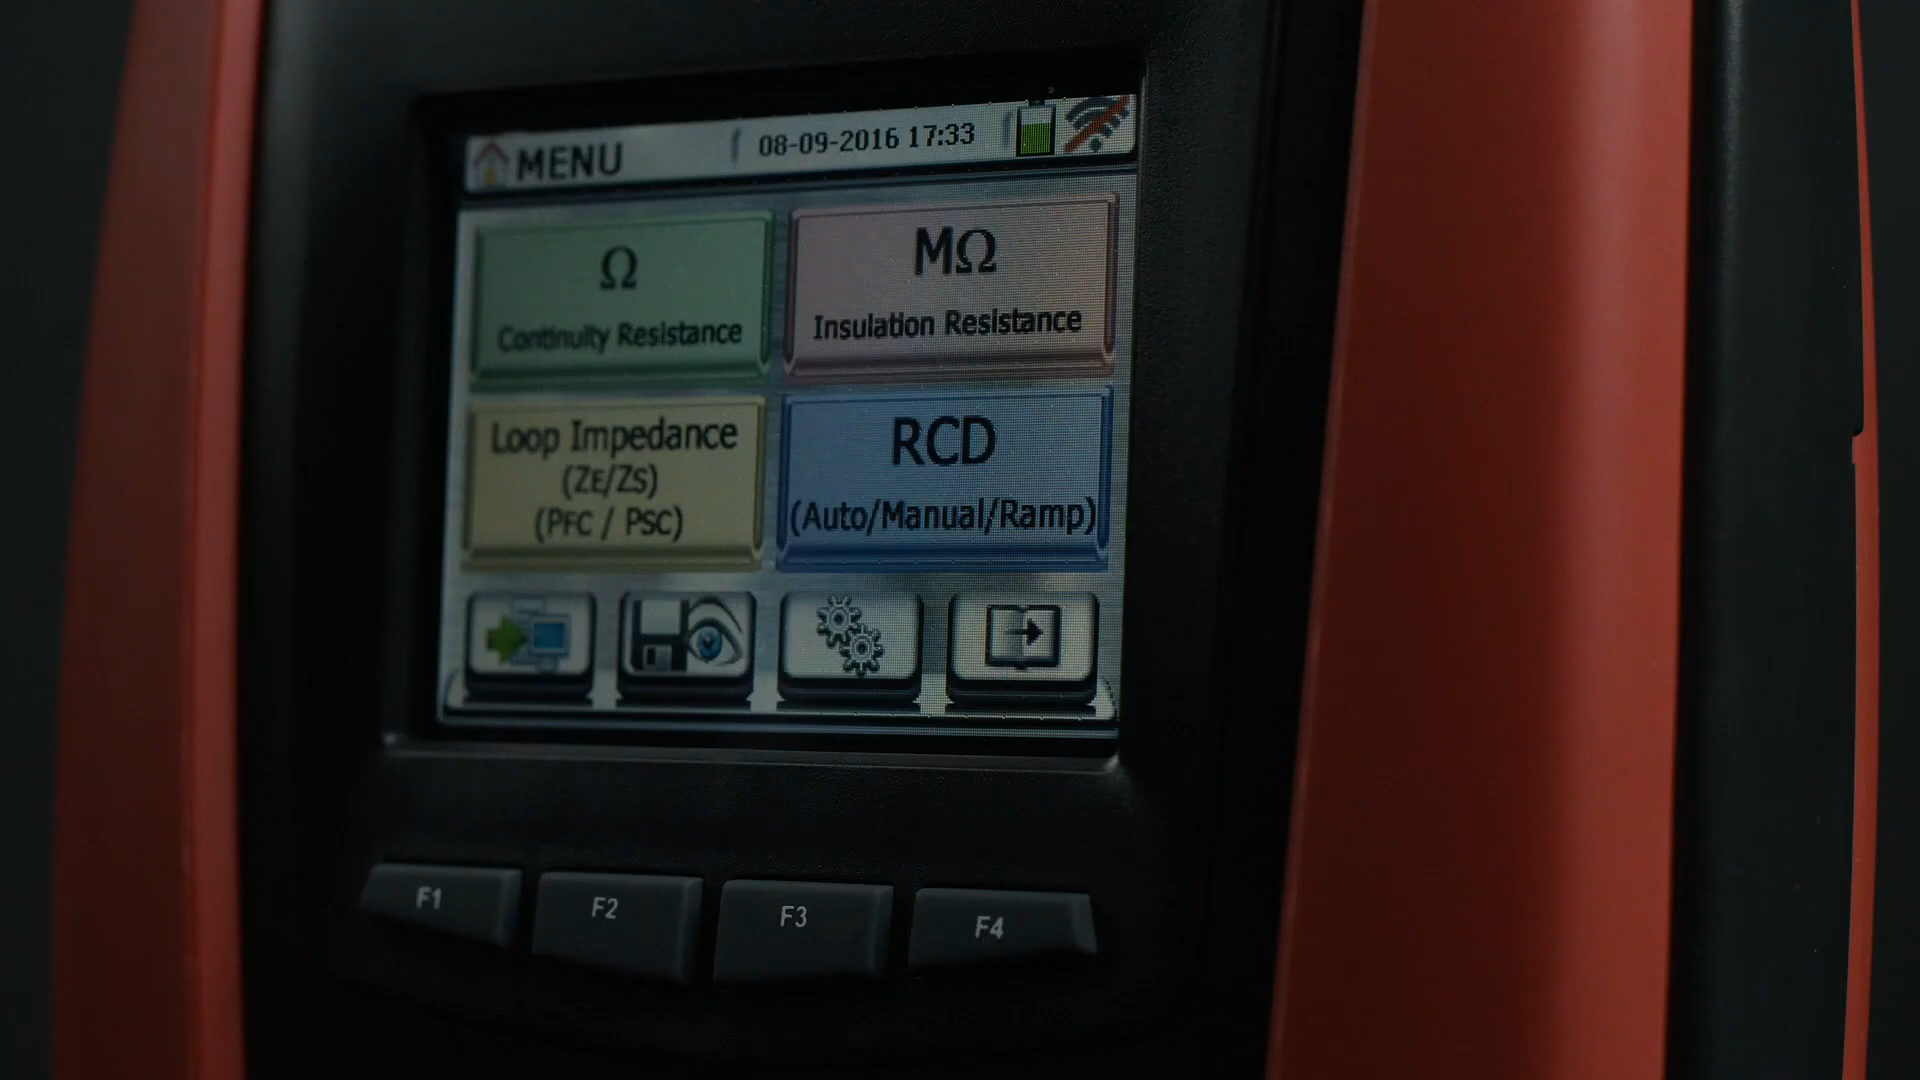 MENU
08-09-2016 17:33
Ω
Continuity Resistance
MΩ
Insulation Resistance
Loop Impedance
(ZE/ZS)
(PFC / PSC)
RCD
(Auto/Manual/Ramp)
F1
F2
F3
F4